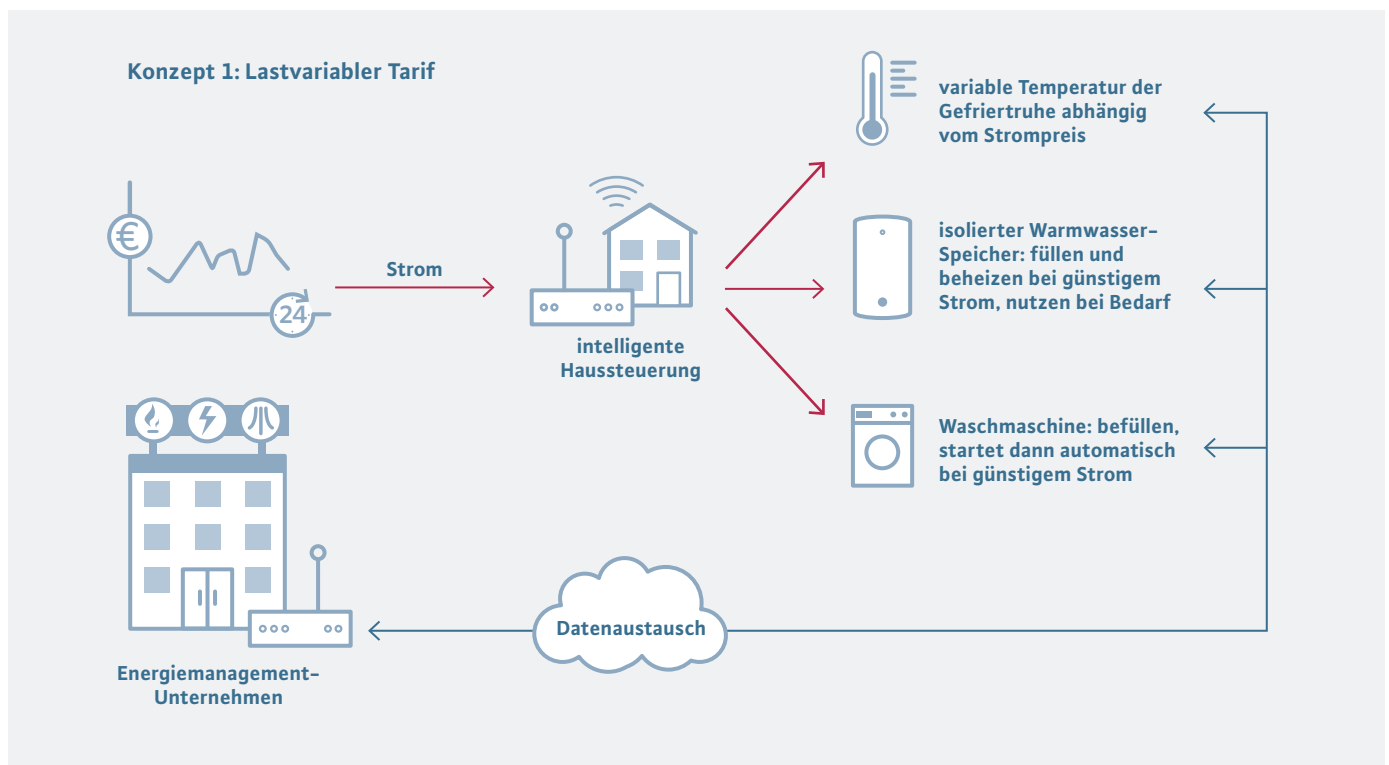 Konzept 1: Lastvariabler Tarif
variable Temperatur der
Gefriertruhe abhängig
vom Strompreis
€
24
Strom
intelligente
Haussteuerung
isolierter Warmwasser-
Speicher: füllen und
beheizen bei günstigem
Strom, nutzen bei Bedarf
Waschmaschine: befüllen,
startet dann automatisch
bei günstigem Strom
Datenaustausch
Energiemanagement-
Unternehmen